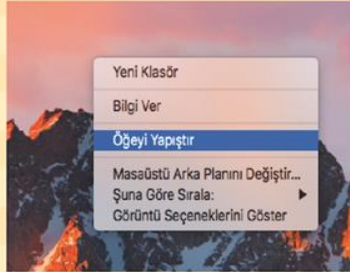 Yeni Klasör
Bilgi Ver
Öğeyi Yapıştır
Masaüstü Arka Planını Değiştir...
Şuna Göre Sırala:
Görüntü Seçeneklerini Göster